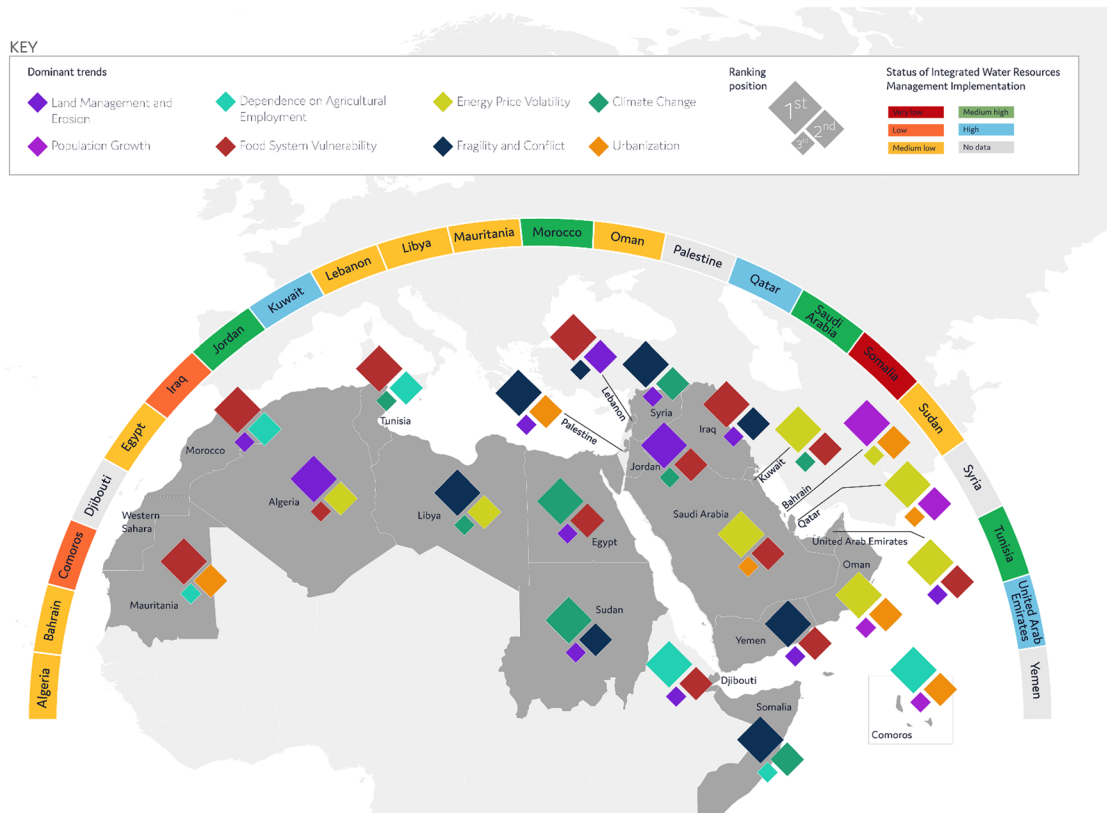 KEY
Dominant trends
Land Management and
Erosion
Population Growth
Dependence on Agricultural
Employment
Food System Vulnerability
Energy Price Volatility
Fragility and Conflict
Climate Change
Urbanization
Ranking
position
1st
2nd
3rd
Status of Integrated Water Resources
Management Implementation
Very low
Low
Medium low
Medium high
High
No data
Algeria
Bahrain
Comoros
Djibouti
Egypt
Iraq
Jordan
Kuwait
Lebanon
Libya
Mauritania
Morocco
Oman
Palestine
Qatar
Saudi
Arabia
Somalia
Sudan
Syria
Tunisia
United Arab
Emirates
Yemen
Morocco
Tunisia
Algeria
Western
Sahara
Mauritania
Libya
Egypt
Sudan
Palestine
Lebanon
Syria
Iraq
Jordan
Kuwait
Bahrain
Qatar
Saudi Arabia
United Arab Emirates
Oman
Yemen
Djibouti
Somalia
Comoros